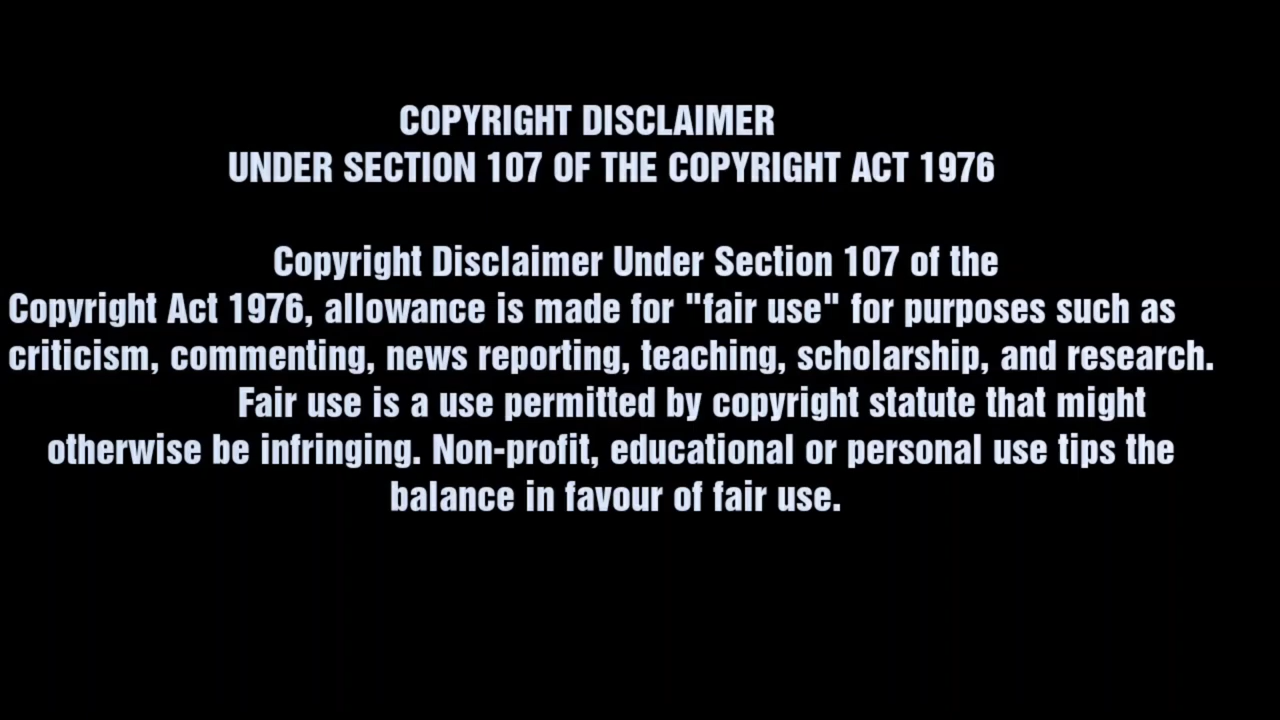 COPYRIGHT DISCLAIMER
UNDER SECTION 107 OF THE COPYRIGHT ACT 1976
Copyright Disclaimer Under Section 107 of the
Copyright Act 1976, allowance is made for "fair use" for purposes such as
criticism, commenting, news reporting, teaching, scholarship, and research.
Fair use is a use permitted by copyright statute that might
otherwise be infringing. Non-profit, educational or personal use tips the
balance in favour of fair use.